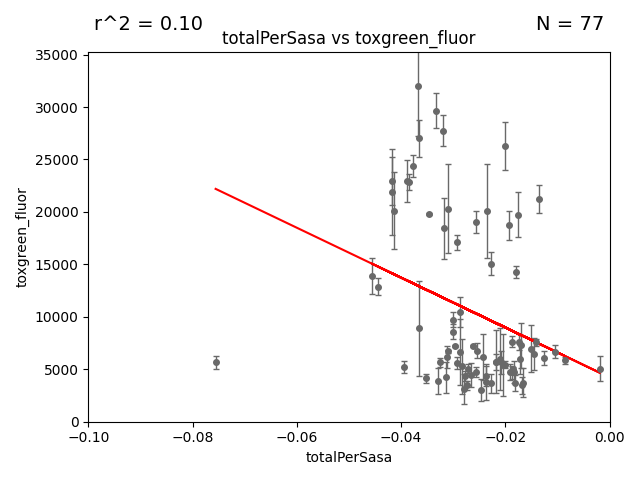 r^2 = 0.10 N = 77
totalPerSasa vs toxgreen_fluor
35000
30000
25000
20000
15000
10000
5000
0
toxgreen_fluor
−0.10 −0.08 −0.06 −0.04 −0.02 0.00
totalPerSasa